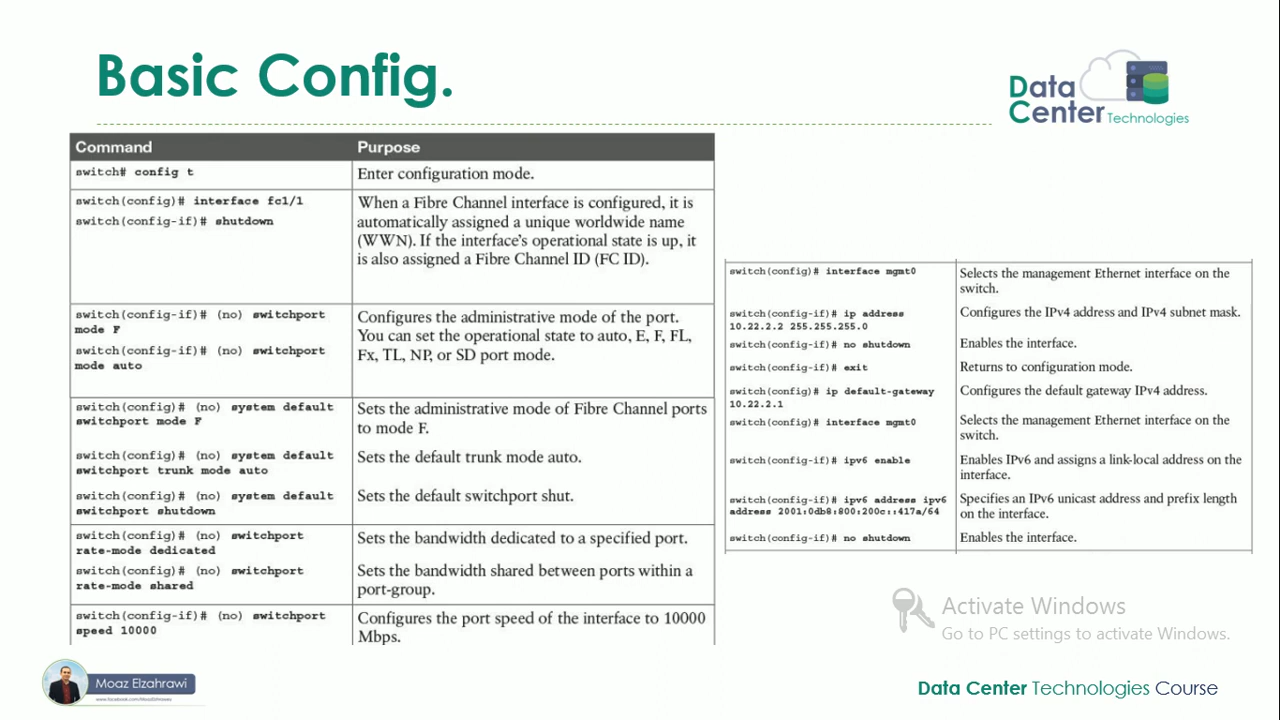 Basic Config.
Data
Center Technologies
Command Purpose
switch# config t Enter configuration mode.
switch(config)# interface fc1/1
switch(config-if)# shutdown
When a Fibre Channel interface is configured, it is
automatically assigned a unique worldwide name
(WWN). If the interface's operational state is up, it
is also assigned a Fibre Channel ID (FC ID).
switch(config-if)# (no) switchport
mode F
switch(config-if)# (no) switchport
mode auto
Configures the administrative mode of the port.
You can set the operational state to auto, E, F, FL,
Fx, TL, NP, or SD port mode.
switch(config)# (no) system default
switchport mode F
Sets the administrative mode of Fibre Channel ports
to mode F.
switch(config)# (no) system default
switchport trunk mode auto
Sets the default trunk mode auto.
switch(config)# (no) system default
switchport shutdown
Sets the default switchport shut.
switch(config-if)# (no) switchport
rate-mode dedicated
Sets the bandwidth dedicated to a specified port.
switch(config-if)# (no) switchport
rate-mode shared
Sets the bandwidth shared between ports within a
port-group.
switch(config-if)# (no) switchport
speed 10000
Configures the port speed of the interface to 10000
Mbps.
switch(config)# interface mgmt0
Selects the management Ethernet interface on the
switch.
switch(config-if)# ip address
10.22.2.2 255.255.255.0
Configures the IPv4 address and IPv4 subnet mask.
switch(config-if)# no shutdown
Enables the interface.
switch(config-if)# exit
Returns to configuration mode.
switch(config)# ip default-gateway
10.22.2.1
Configures the default gateway IPv4 address.
switch(config)# interface mgmt0
Selects the management Ethernet interface on the
switch.
switch(config-if)# ipv6 enable
Enables IPv6 and assigns a link-local address on the
interface.
switch(config-if)# ipv6 address ipv6
address 2001:0db8:800:200c::417a/64
Specifies an IPv6 unicast address and prefix length
on the interface.
switch(config-if)# no shutdown
Enables the interface.
Activate Windows
Go to PC settings to activate Windows.
Moaz Elzahrawi
Data Center Technologies Course